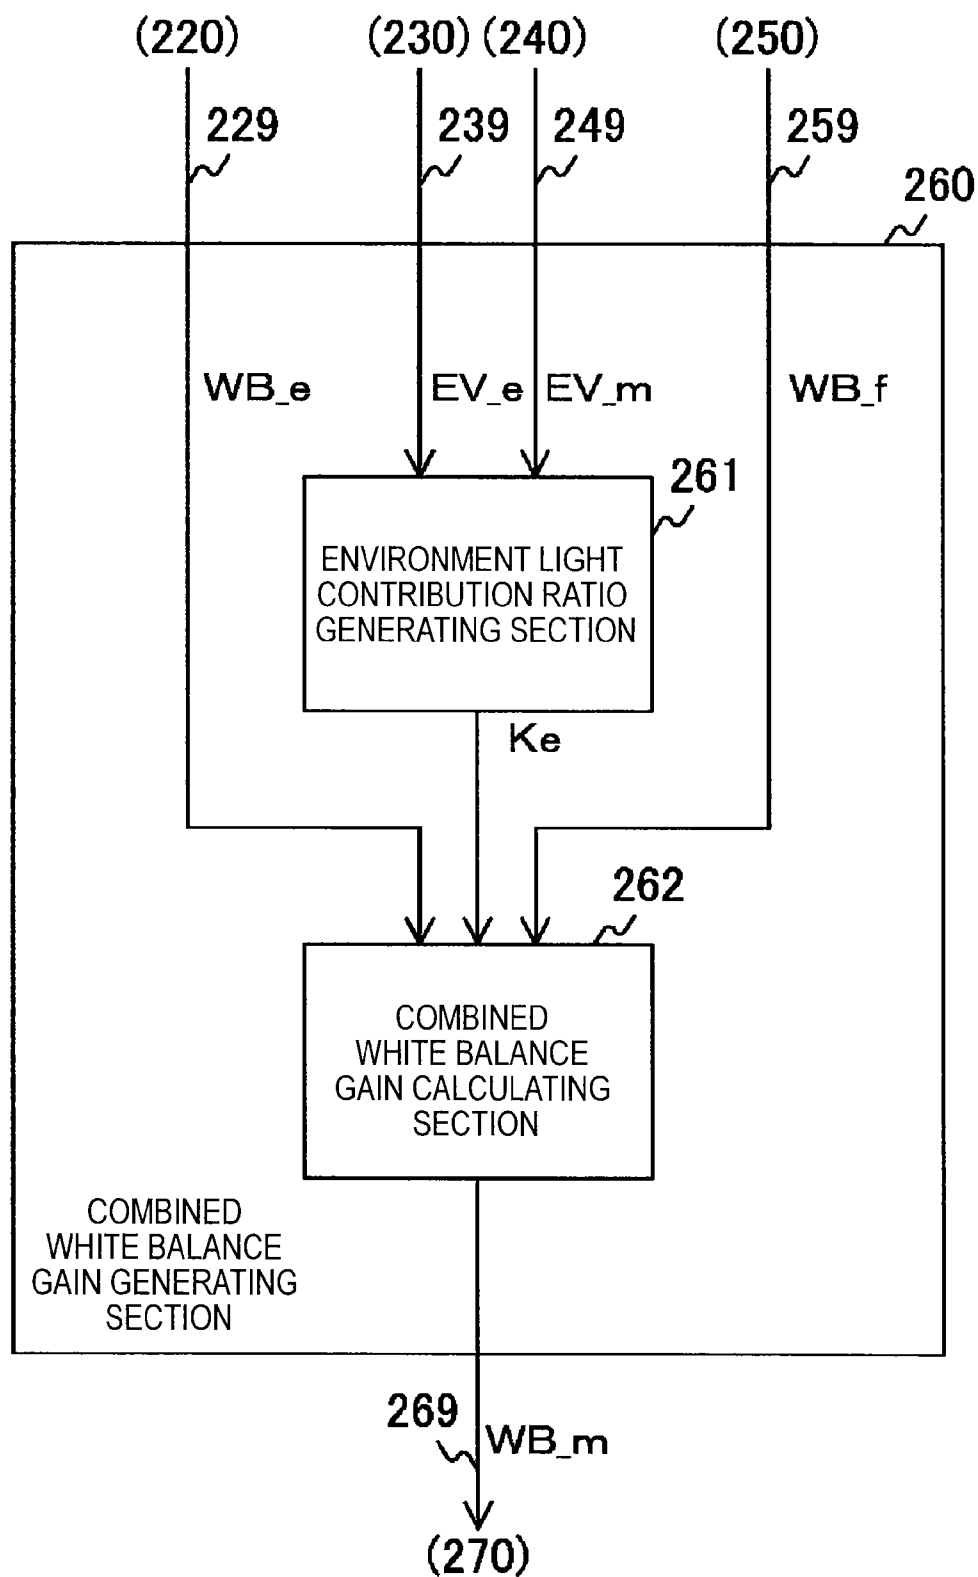 (220) (230) (240) (250)
229 239 249 259
260
WB_e EV_e EV_m WB_f
261
ENVIRONMENT LIGHT
CONTRIBUTION RATIO
GENERATING SECTION
Ke
262
COMBINED
WHITE BALANCE
GAIN CALCULATING
SECTION
COMBINED
WHITE BALANCE
GAIN GENERATING
SECTION
269 WB_m
(270)